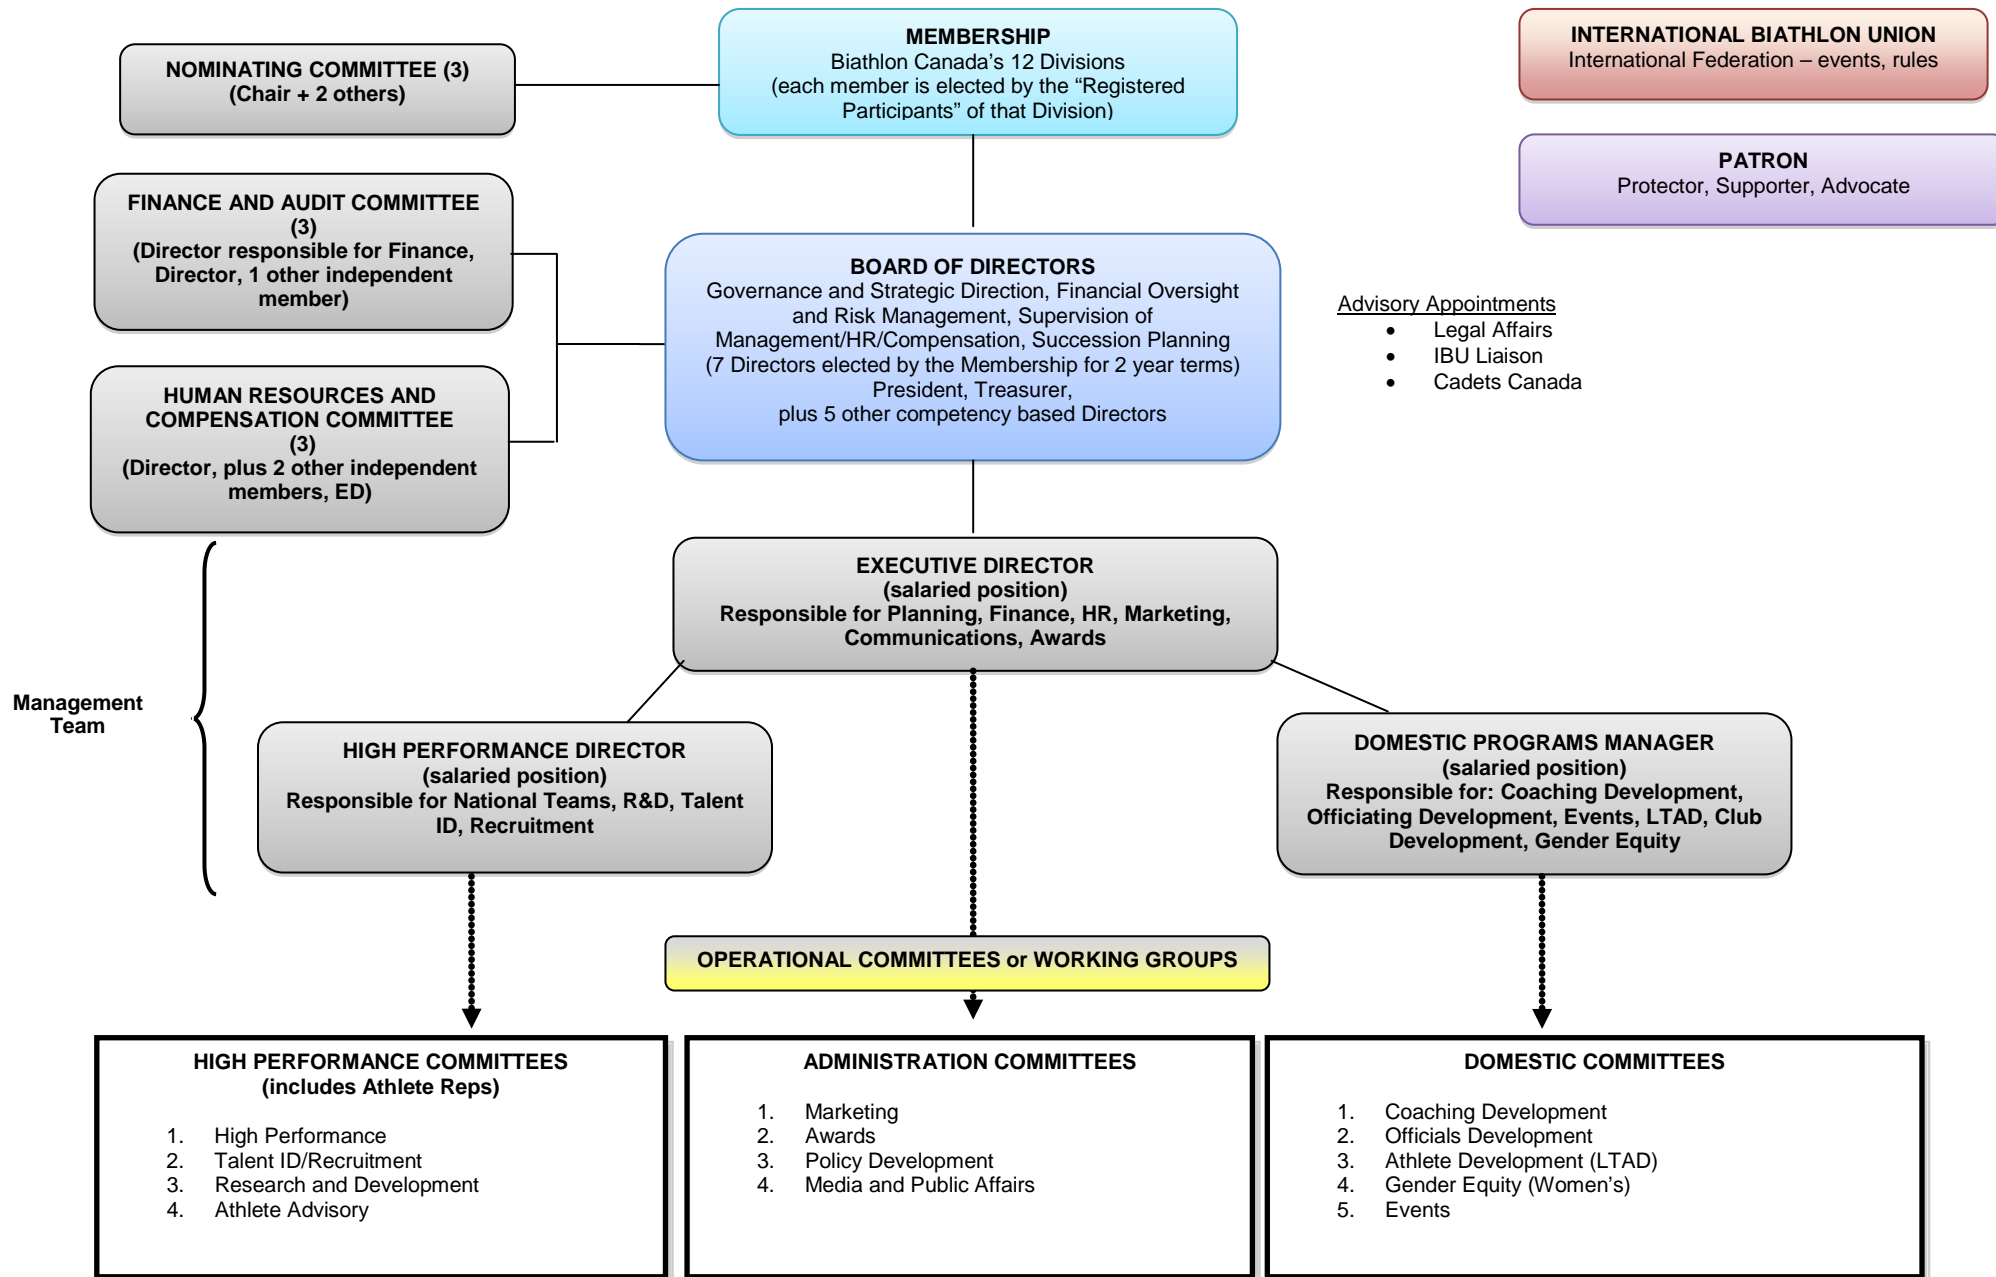 MEMBERSHIP
Biathlon Canada's 12 Divisions
(each member is elected by the “Registered
Participants” of that Division)
NOMINATING COMMITTEE (3)
(Chair + 2 others)
INTERNATIONAL BIATHLON UNION
International Federation – events, rules
PATRON
Protector, Supporter, Advocate
FINANCE AND AUDIT COMMITTEE
(3)
(Director responsible for Finance,
Director, 1 other independent
member)
BOARD OF DIRECTORS
Governance and Strategic Direction, Financial Oversight
and Risk Management, Supervision of
Management/HR/Compensation, Succession Planning
(7 Directors elected by the Membership for 2 year terms)
President, Treasurer,
plus 5 other competency based Directors
Advisory Appointments
• Legal Affairs
• IBU Liaison
• Cadets Canada
HUMAN RESOURCES AND
COMPENSATION COMMITTEE
(3)
(Director, plus 2 other independent
members, ED)
EXECUTIVE DIRECTOR
(salaried position)
Responsible for Planning, Finance, HR, Marketing,
Communications, Awards
Management
Team
HIGH PERFORMANCE DIRECTOR
(salaried position)
Responsible for National Teams, R&D, Talent
ID, Recruitment
DOMESTIC PROGRAMS MANAGER
(salaried position)
Responsible for: Coaching Development,
Officiating Development, Events, LTAD, Club
Development, Gender Equity
OPERATIONAL COMMITTEES or WORKING GROUPS
HIGH PERFORMANCE COMMITTEES
(includes Athlete Reps)
1. High Performance
2. Talent ID/Recruitment
3. Research and Development
4. Athlete Advisory
ADMINISTRATION COMMITTEES
1. Marketing
2. Awards
3. Policy Development
4. Media and Public Affairs
DOMESTIC COMMITTEES
1. Coaching Development
2. Officials Development
3. Athlete Development (LTAD)
4. Gender Equity (Women's)
5. Events